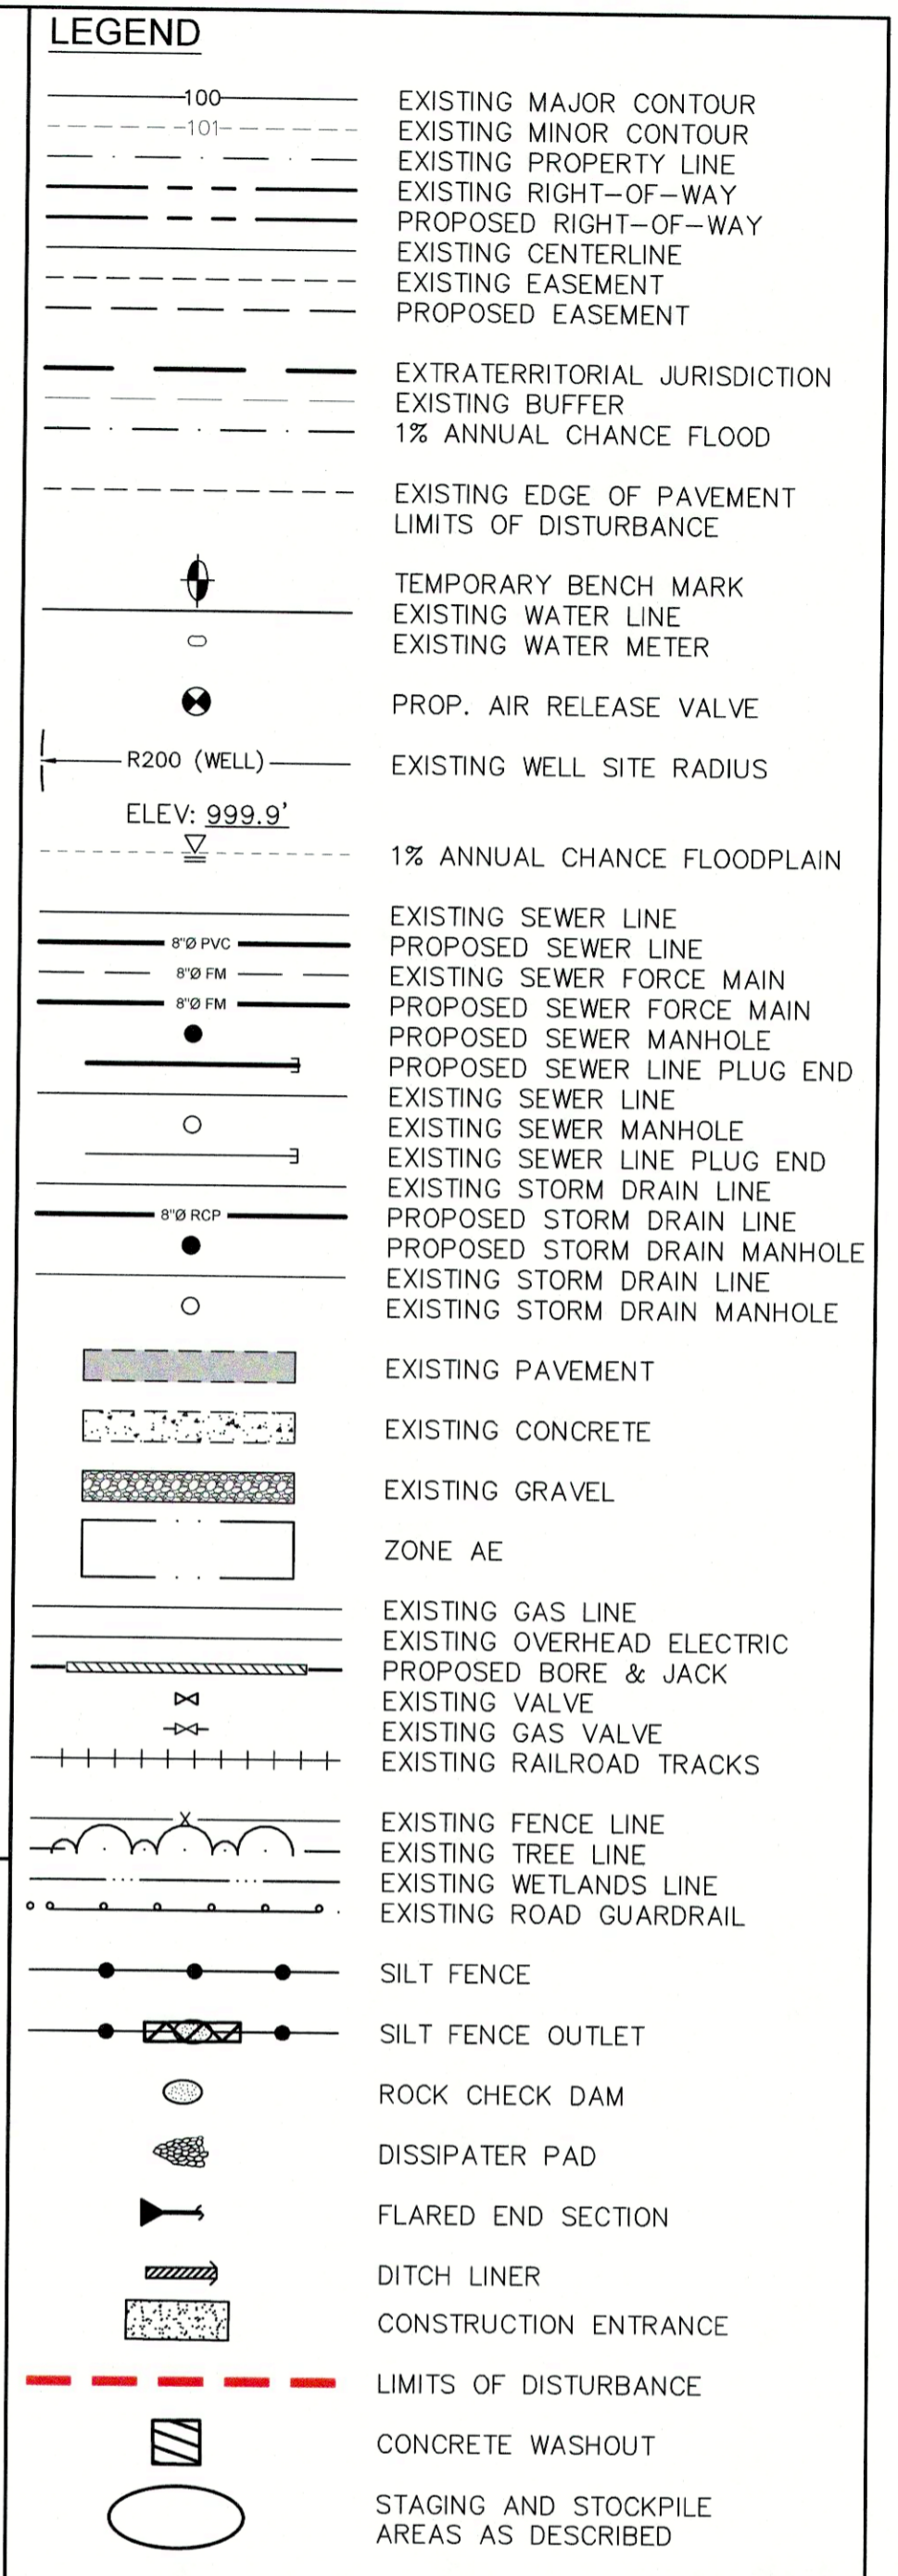 LEGEND
100 EXISTING MAJOR CONTOUR
101 EXISTING MINOR CONTOUR
EXISTING PROPERTY LINE
EXISTING RIGHT-OF-WAY
PROPOSED RIGHT-OF-WAY
EXISTING CENTERLINE
EXISTING EASEMENT
PROPOSED EASEMENT
EXTRATERRITORIAL JURISDICTION
EXISTING BUFFER
1% ANNUAL CHANCE FLOOD
EXISTING EDGE OF PAVEMENT
LIMITS OF DISTURBANCE
TEMPORARY BENCH MARK
EXISTING WATER LINE
EXISTING WATER METER
PROP. AIR RELEASE VALVE
R200 (WELL) EXISTING WELL SITE RADIUS
ELEV: 999.9'
1% ANNUAL CHANCE FLOODPLAIN
EXISTING SEWER LINE
8"Ø PVC PROPOSED SEWER LINE
8"Ø FM EXISTING SEWER FORCE MAIN
8"Ø FM PROPOSED SEWER FORCE MAIN
PROPOSED SEWER MANHOLE
PROPOSED SEWER LINE PLUG END
EXISTING SEWER LINE
EXISTING SEWER MANHOLE
EXISTING SEWER LINE PLUG END
EXISTING STORM DRAIN LINE
8"Ø RCP PROPOSED STORM DRAIN LINE
PROPOSED STORM DRAIN MANHOLE
EXISTING STORM DRAIN LINE
EXISTING STORM DRAIN MANHOLE
EXISTING PAVEMENT
EXISTING CONCRETE
EXISTING GRAVEL
ZONE AE
EXISTING GAS LINE
EXISTING OVERHEAD ELECTRIC
PROPOSED BORE & JACK
EXISTING VALVE
EXISTING GAS VALVE
EXISTING RAILROAD TRACKS
X EXISTING FENCE LINE
EXISTING TREE LINE
EXISTING WETLANDS LINE
EXISTING ROAD GUARDRAIL
SILT FENCE
SILT FENCE OUTLET
ROCK CHECK DAM
DISSIPATER PAD
FLARED END SECTION
DITCH LINER
CONSTRUCTION ENTRANCE
LIMITS OF DISTURBANCE
CONCRETE WASHOUT
STAGING AND STOCKPILE
AREAS AS DESCRIBED